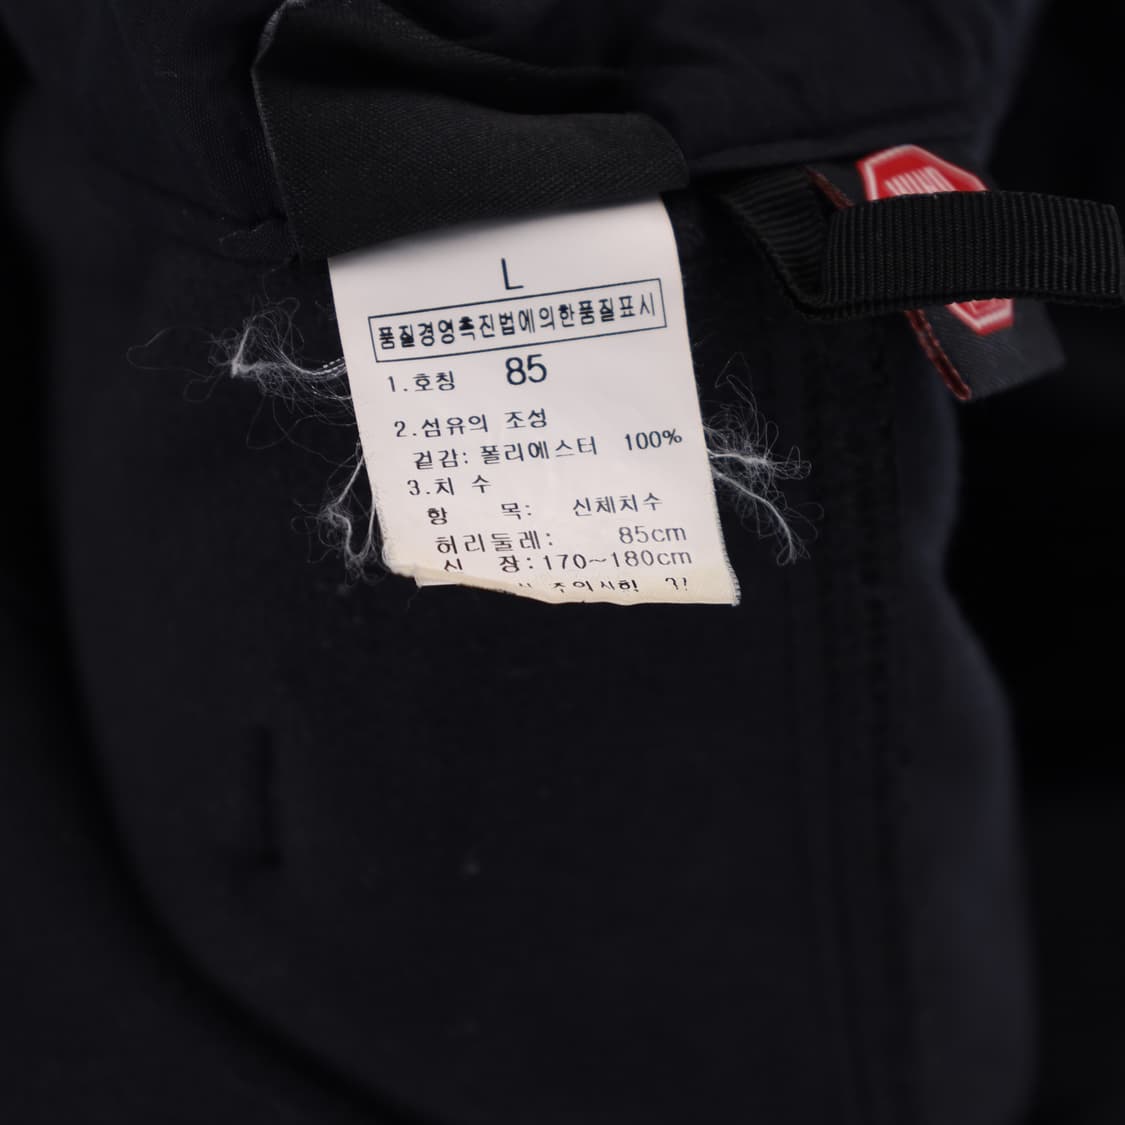 L
품질경영촉진법에의한품질표시
1.호칭 85
2.섬유의 조성
겉감: 폴리에스터 100%
3.치 수
항 목: 신체치수
허리둘레: 85cm
신 장:170~180cm